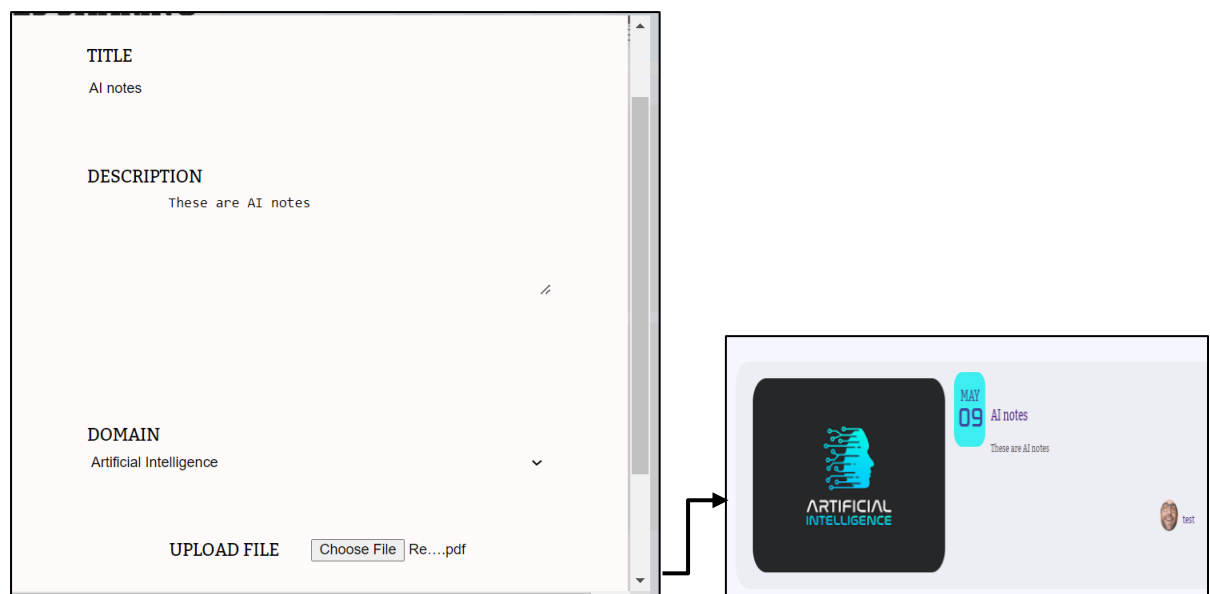 TITLE
AI notes
DESCRIPTION
These are AI notes
DOMAIN
Artificial Intelligence
UPLOAD FILE Choose File Re....pdf
MAY
09
AI notes
These are AI notes
ARTIFICIAL
INTELLIGENCE
test